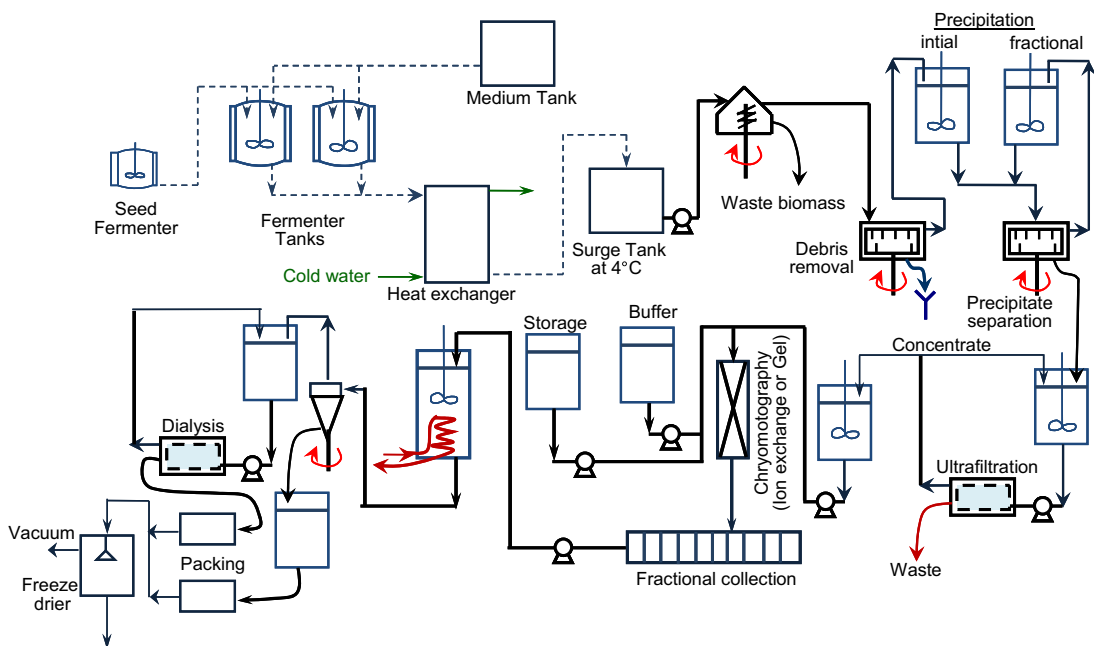 Precipitation
intial
fractional
Medium Tank
Seed
Fermenter
Fermenter
Tanks
Cold water
Heat exchanger
Surge Tank
at 4°C
Waste biomass
Debris
removal
Precipitate
separation
Storage
Buffer
Chryomotography
(Ion exchange or Gel)
Concentrate
Dialysis
Ultrafiltration
Vacuum
Freeze
drier
Packing
Fractional collection
Waste